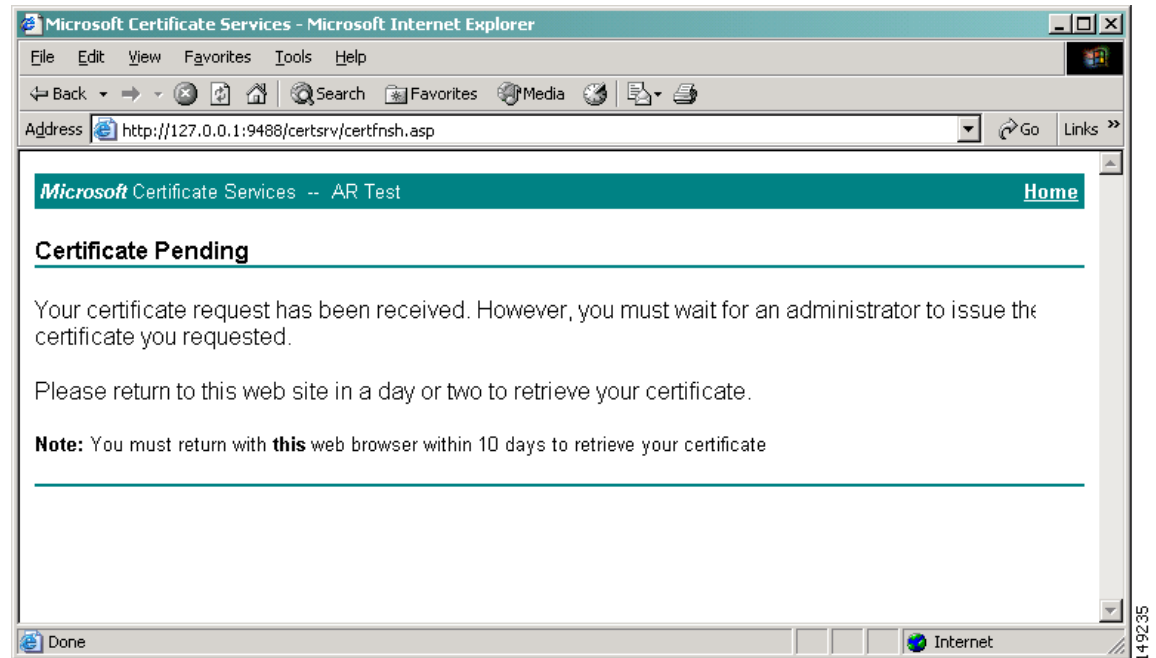 Microsoft Certificate Services - Microsoft Internet Explorer
File Edit View Favorites Tools Help
Back Search Favorites Media
Address http://127.0.0.1:9488/certsrv/certfnsh.asp Go Links »
Microsoft Certificate Services -- AR Test Home
Certificate Pending
Your certificate request has been received. However, you must wait for an administrator to issue the
certificate you requested.
Please return to this web site in a day or two to retrieve your certificate.
Note: You must return with this web browser within 10 days to retrieve your certificate
Done Internet
149235